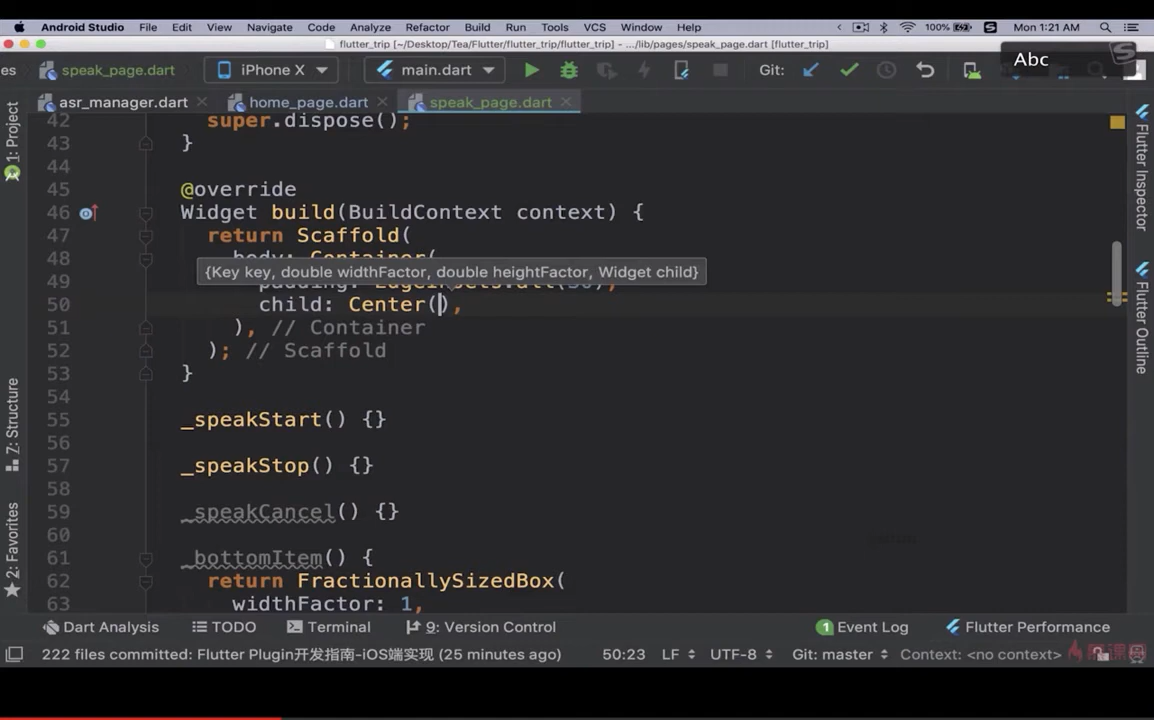 Android Studio File Edit View Navigate Code Analyze Refactor Build Run Tools VCS Window Help 100% Mon 1:21 AM
flutter_trip [~/Desktop/Tea/Flutter/flutter_trip/flutter_trip] - .../lib/pages/speak_page.dart [flutter_trip]
es speak_page.dart iPhone X main.dart Git: Abc
asr_manager.dart home_page.dart speak_page.dart
1: Project
Z: Structure
2: Favorites
42 super.dispose();
43 }
44
45 @override
46 Widget build(BuildContext context) {
47 return Scaffold(
48 body: Container(
{Key key, double widthFactor, double heightFactor, Widget child}
49
50 child: Center(),
51 ), // Container
52 ); // Scaffold
53 }
54
55 _speakStart() {}
56
57 _speakStop() {}
58
59 _speakCancel() {}
60
61 _bottomItem() {
62 return FractionallySizedBox(
63 widthFactor: 1,
Flutter Inspector
Flutter Outline
Dart Analysis TODO Terminal 9: Version Control 1 Event Log Flutter Performance
222 files committed: Flutter Plugin开发指南-iOS端实现 (25 minutes ago) 50:23 LF UTF-8 Git: master Context: <no context>